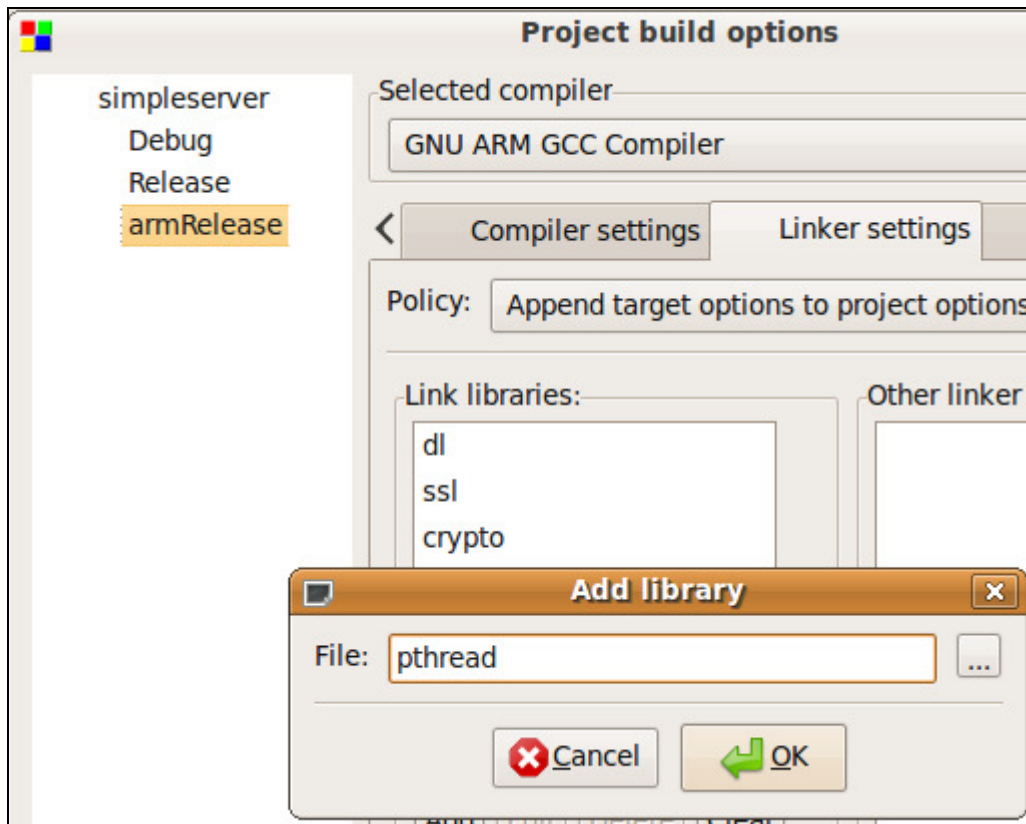 Project build options
simpleserver
Debug
Release
armRelease
Selected compiler
GNU ARM GCC Compiler
Compiler settings
Linker settings
Policy:
Append target options to project options
Link libraries:
dl
ssl
crypto
Other linker
Add library
File:
pthread
...
Cancel
OK